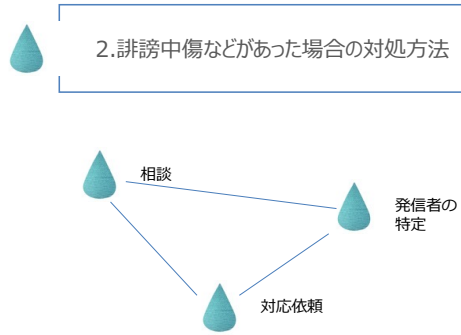 2.誹謗中傷などがあった場合の対処方法
相談
発信者の
特定
対応依頼